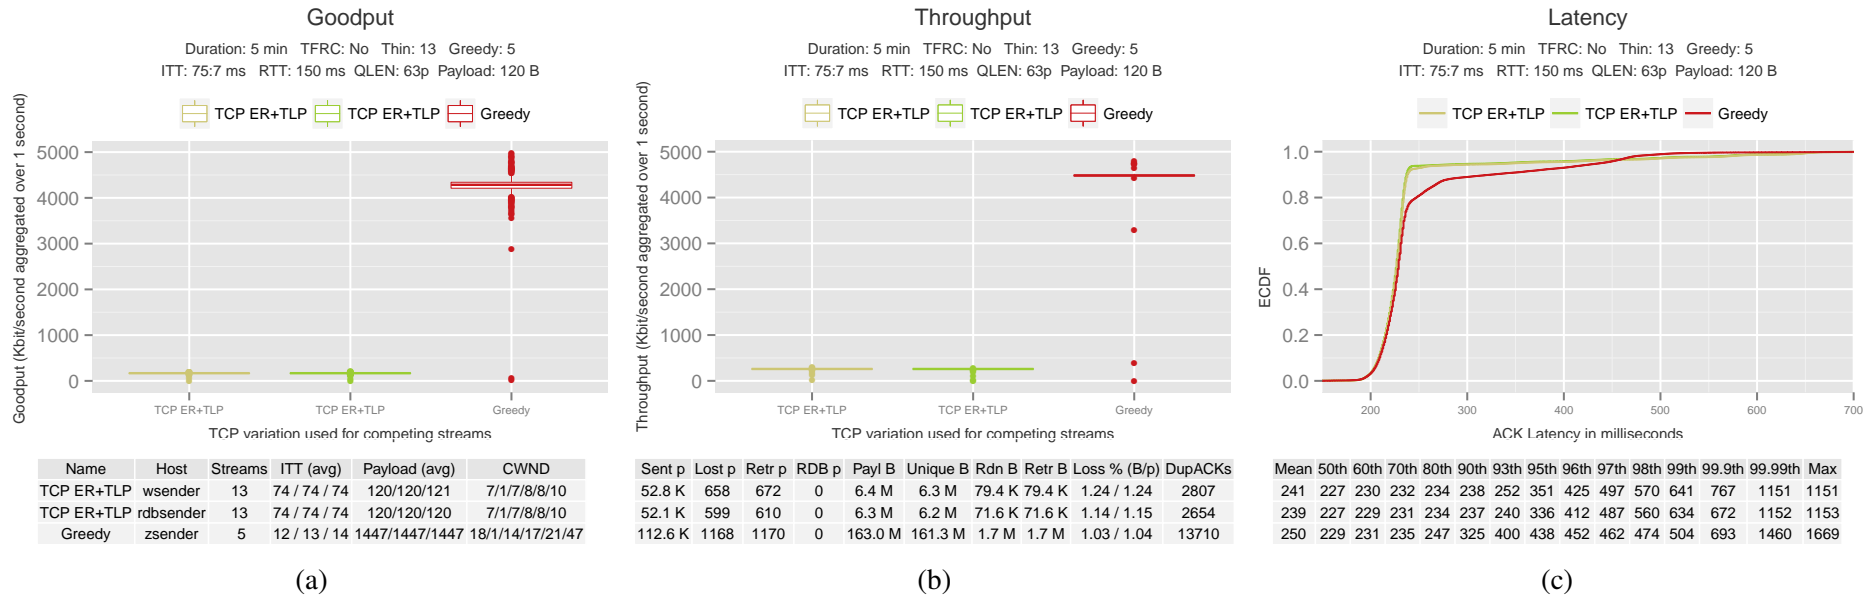 Goodput
Duration: 5 min TFRC: No Thin: 13 Greedy: 5
ITT: 75:7 ms RTT: 150 ms QLEN: 63p Payload: 120 B
TCP ER+TLP TCP ER+TLP Greedy
Goodput (Kbit/second aggregated over 1 second)
5000
4000
3000
2000
1000
0
TCP ER+TLP TCP ER+TLP Greedy
TCP variation used for competing streams
Name Host Streams ITT (avg) Payload (avg) CWND
TCP ER+TLP wsender 13 74 / 74 / 74 120/120/121 7/1/7/8/8/10
TCP ER+TLP rdbsender 13 74 / 74 / 74 120/120/120 7/1/7/8/8/10
Greedy zsender 5 12 / 13 / 14 1447/1447/1447 18/1/14/17/21/47
(a)
Throughput
Duration: 5 min TFRC: No Thin: 13 Greedy: 5
ITT: 75:7 ms RTT: 150 ms QLEN: 63p Payload: 120 B
TCP ER+TLP TCP ER+TLP Greedy
Throughput (Kbit/second aggregated over 1 second)
5000
4000
3000
2000
1000
0
TCP ER+TLP TCP ER+TLP Greedy
TCP variation used for competing streams
Sent p Lost p Retr p RDB p Payl B Unique B Rdn B Retr B Loss % (B/p) DupACKs
52.8 K 658 672 0 6.4 M 6.3 M 79.4 K 79.4 K 1.24 / 1.24 2807
52.1 K 599 610 0 6.3 M 6.2 M 71.6 K 71.6 K 1.14 / 1.15 2654
112.6 K 1168 1170 0 163.0 M 161.3 M 1.7 M 1.7 M 1.03 / 1.04 13710
(b)
Latency
Duration: 5 min TFRC: No Thin: 13 Greedy: 5
ITT: 75:7 ms RTT: 150 ms QLEN: 63p Payload: 120 B
TCP ER+TLP TCP ER+TLP Greedy
ECDF
1.0
0.8
0.6
0.4
0.2
0.0
200 300 400 500 600 700
ACK Latency in milliseconds
Mean 50th 60th 70th 80th 90th 93th 95th 96th 97th 98th 99th 99.9th 99.99th Max
241 227 230 232 234 238 252 351 425 497 570 641 767 1151 1151
239 227 229 231 234 237 240 336 412 487 560 634 672 1152 1153
250 229 231 235 247 325 400 438 452 462 474 504 693 1460 1669
(c)